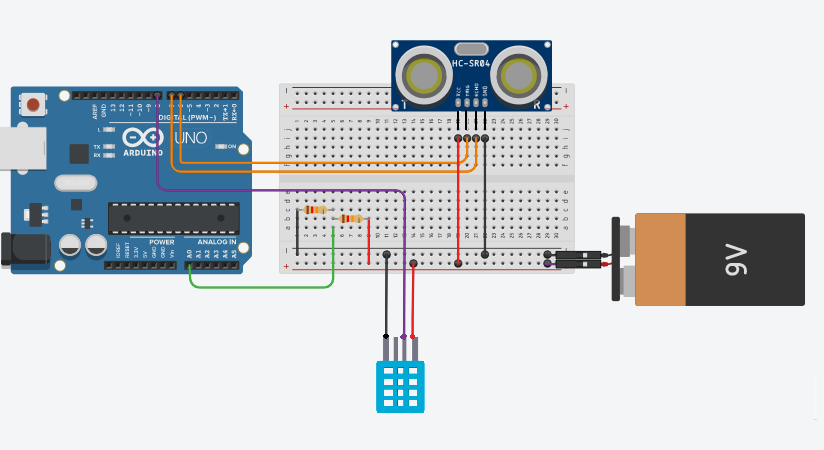 HC-SR04
VCC TRIG ECHO GND
T R
AREF GND 13 12 ~11 ~10 ~9 8 7 ~6 ~5 4 ~3 2 TX→1 RX←0
DIGITAL (PWM~)
L
TX
RX
UNO
ARDUINO
ON
POWER ANALOG IN
IOREF RESET 3.3V 5V GND GND Vin A0 A1 A2 A3 A4 A5
9V